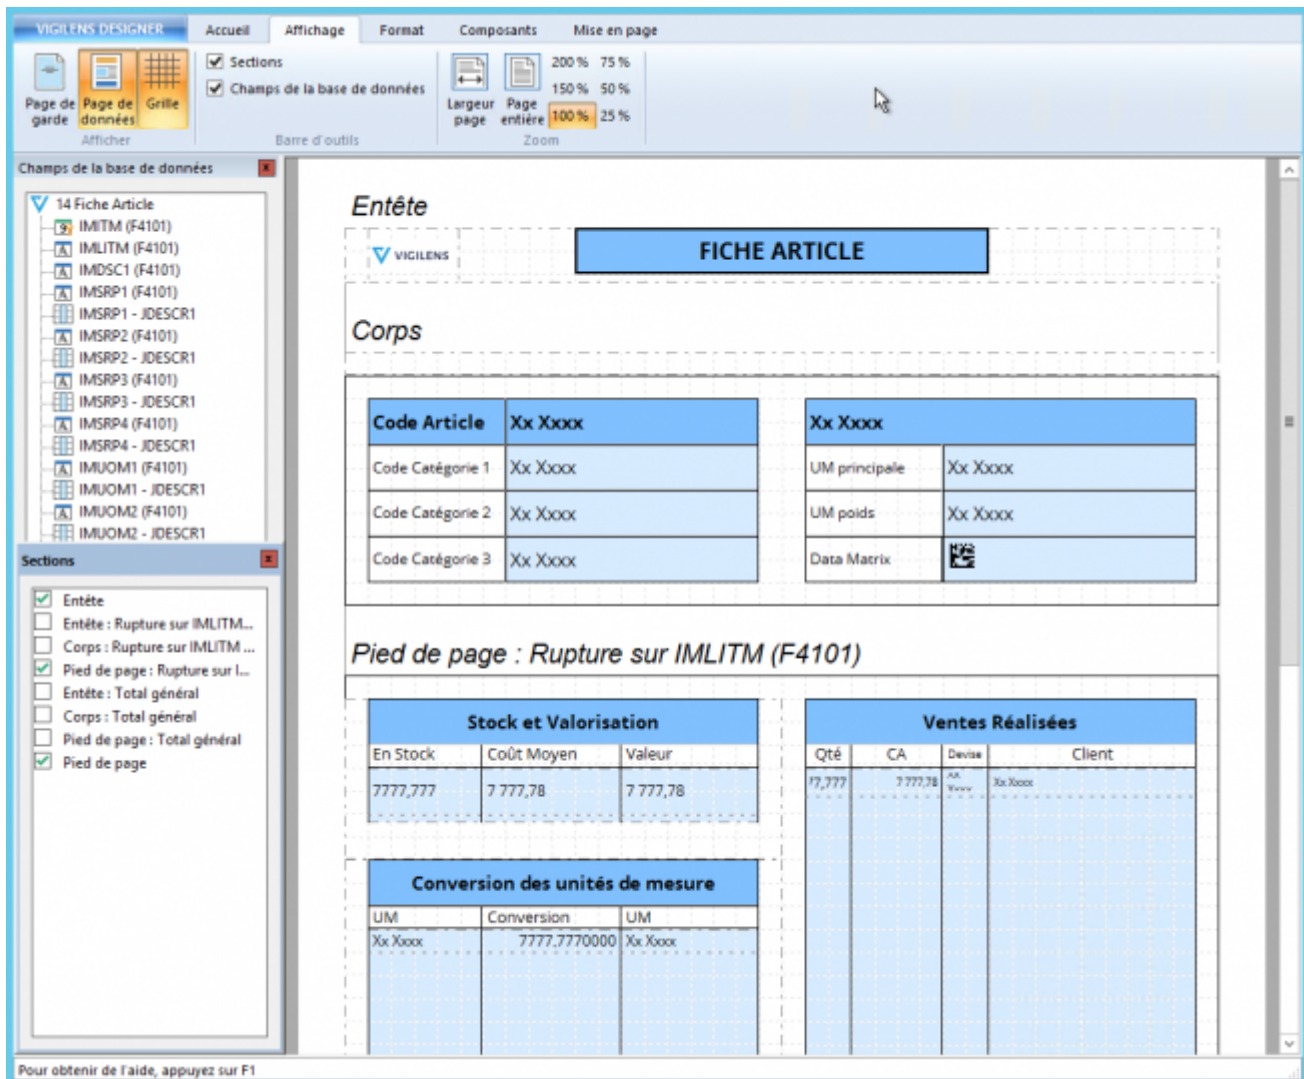 VIGILENS DESIGNER Accueil Affichage Format Composants Mise en page
Page de garde
Page de données
Grille
Afficher
Sections
Champs de la base de données
Barre d'outils
Largeur page
Page entière
200 % 75 %
150 % 50 %
100 % 25 %
Zoom
Champs de la base de données
14 Fiche Article
IMITM (F4101)
IMLITM (F4101)
IMDSC1 (F4101)
IMSRP1 (F4101)
IMSRP1 - JDESCR1
IMSRP2 (F4101)
IMSRP2 - JDESCR1
IMSRP3 (F4101)
IMSRP3 - JDESCR1
IMSRP4 (F4101)
IMSRP4 - JDESCR1
IMUOM1 (F4101)
IMUOM1 - JDESCR1
IMUOM2 (F4101)
IMUOM2 - JDESCR1
Sections
Entête
Entête : Rupture sur IMLITM...
Corps : Rupture sur IMLITM ...
Pied de page : Rupture sur I...
Entête : Total général
Corps : Total général
Pied de page : Total général
Pied de page
Entête
VIGILENS
FICHE ARTICLE
Corps
Code Article Xx Xxxx
Code Catégorie 1 Xx Xxxx
Code Catégorie 2 Xx Xxxx
Code Catégorie 3 Xx Xxxx
Xx Xxxx
UM principale Xx Xxxx
UM poids Xx Xxxx
Data Matrix
Pied de page : Rupture sur IMLITM (F4101)
Stock et Valorisation
En Stock Coût Moyen Valeur
7777,777 7 777,78 7 777,78
Ventes Réalisées
Qté CA Devise Client
77,777 7 777,78 Xx Xxxx
Conversion des unités de mesure
UM Conversion UM
Xx Xxxx 7777,7770000 Xx Xxxx
Pour obtenir de l'aide, appuyez sur F1